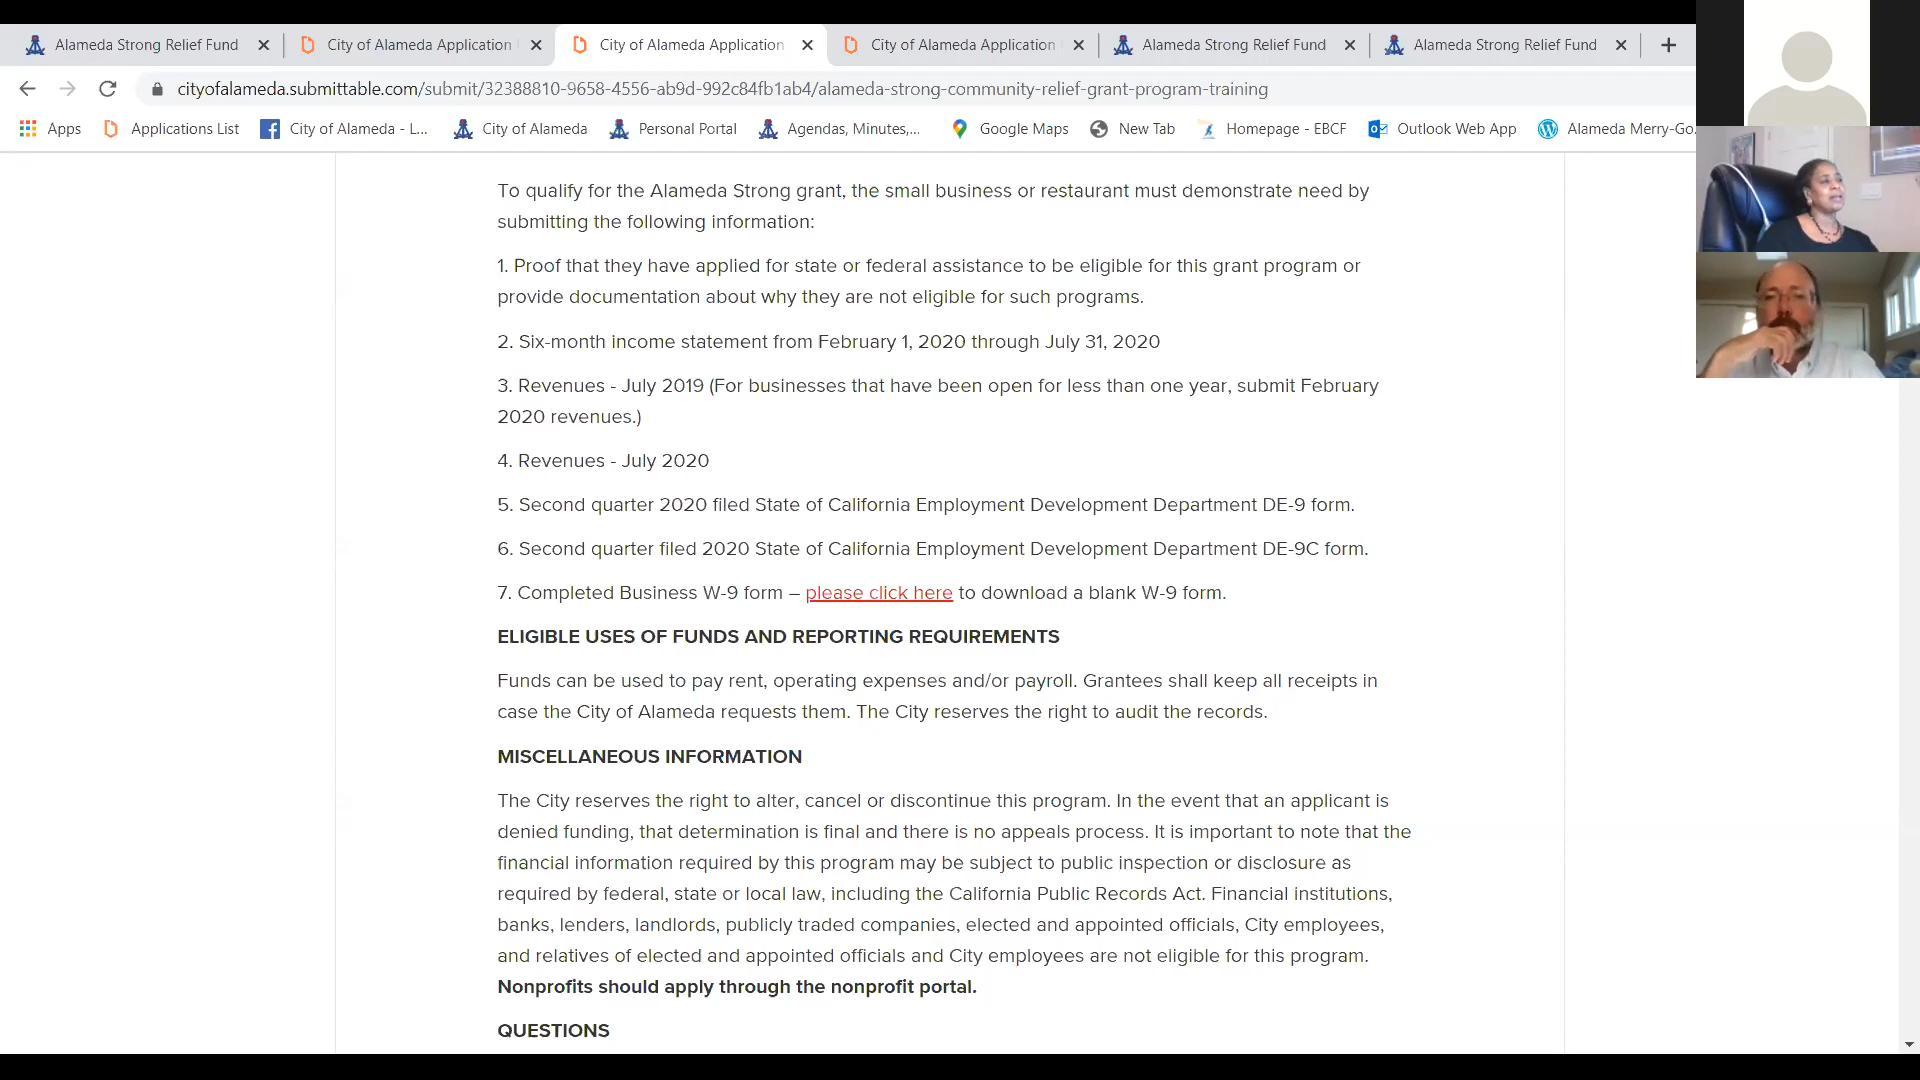 Alameda Strong Relief Fund
City of Alameda Application
City of Alameda Application
City of Alameda Application
Alameda Strong Relief Fund
Alameda Strong Relief Fund
cityofalameda.submittable.com/submit/32388810-9658-4556-ab9d-992c84fb1ab4/alameda-strong-community-relief-grant-program-training
Apps
Applications List
City of Alameda - L...
City of Alameda
Personal Portal
Agendas, Minutes,...
Google Maps
New Tab
Homepage - EBCF
Outlook Web App
Alameda Merry-Go.
To qualify for the Alameda Strong grant, the small business or restaurant must demonstrate need by
submitting the following information:
1. Proof that they have applied for state or federal assistance to be eligible for this grant program or
provide documentation about why they are not eligible for such programs.
2. Six-month income statement from February 1, 2020 through July 31, 2020
3. Revenues - July 2019 (For businesses that have been open for less than one year, submit February
2020 revenues.)
4. Revenues - July 2020
5. Second quarter 2020 filed State of California Employment Development Department DE-9 form.
6. Second quarter filed 2020 State of California Employment Development Department DE-9C form.
7. Completed Business W-9 form – please click here to download a blank W-9 form.
ELIGIBLE USES OF FUNDS AND REPORTING REQUIREMENTS
Funds can be used to pay rent, operating expenses and/or payroll. Grantees shall keep all receipts in
case the City of Alameda requests them. The City reserves the right to audit the records.
MISCELLANEOUS INFORMATION
The City reserves the right to alter, cancel or discontinue this program. In the event that an applicant is
denied funding, that determination is final and there is no appeals process. It is important to note that the
financial information required by this program may be subject to public inspection or disclosure as
required by federal, state or local law, including the California Public Records Act. Financial institutions,
banks, lenders, landlords, publicly traded companies, elected and appointed officials, City employees,
and relatives of elected and appointed officials and City employees are not eligible for this program.
Nonprofits should apply through the nonprofit portal.
QUESTIONS